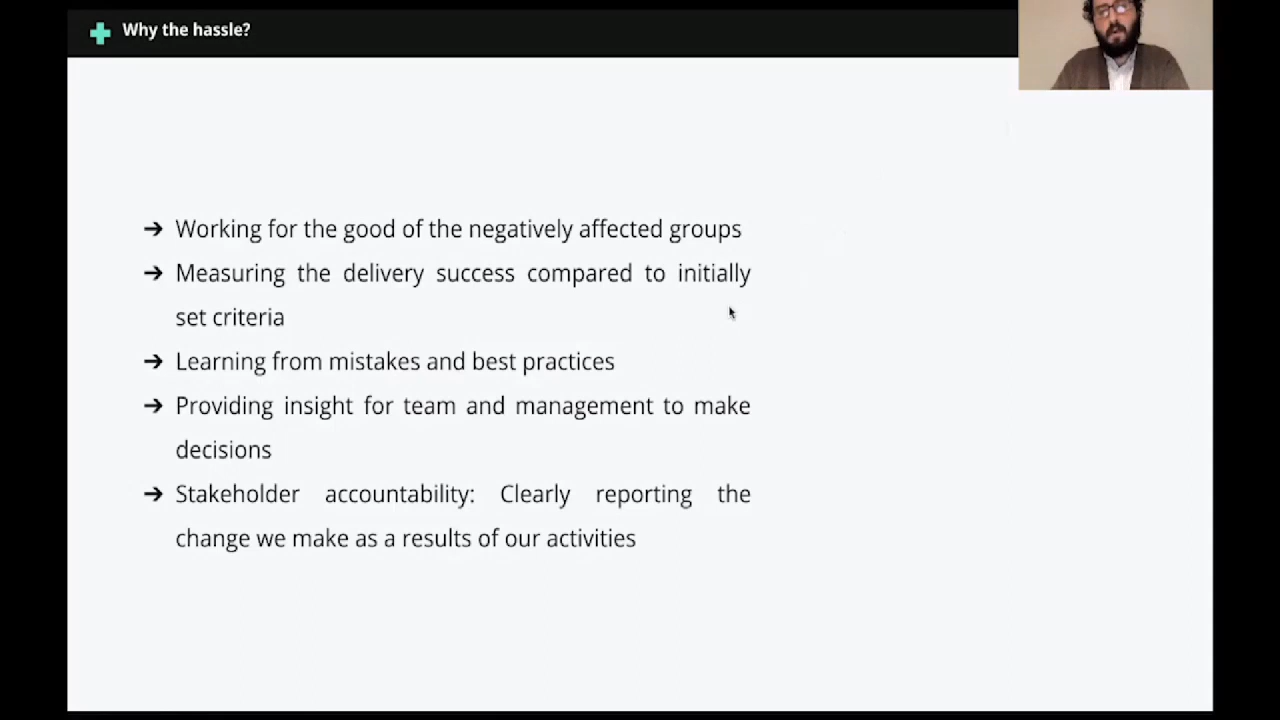 Why the hassle?
➔ Working for the good of the negatively affected groups
➔ Measuring the delivery success compared to initially
set criteria
➔ Learning from mistakes and best practices
➔ Providing insight for team and management to make
decisions
➔ Stakeholder accountability: Clearly reporting the
change we make as a results of our activities